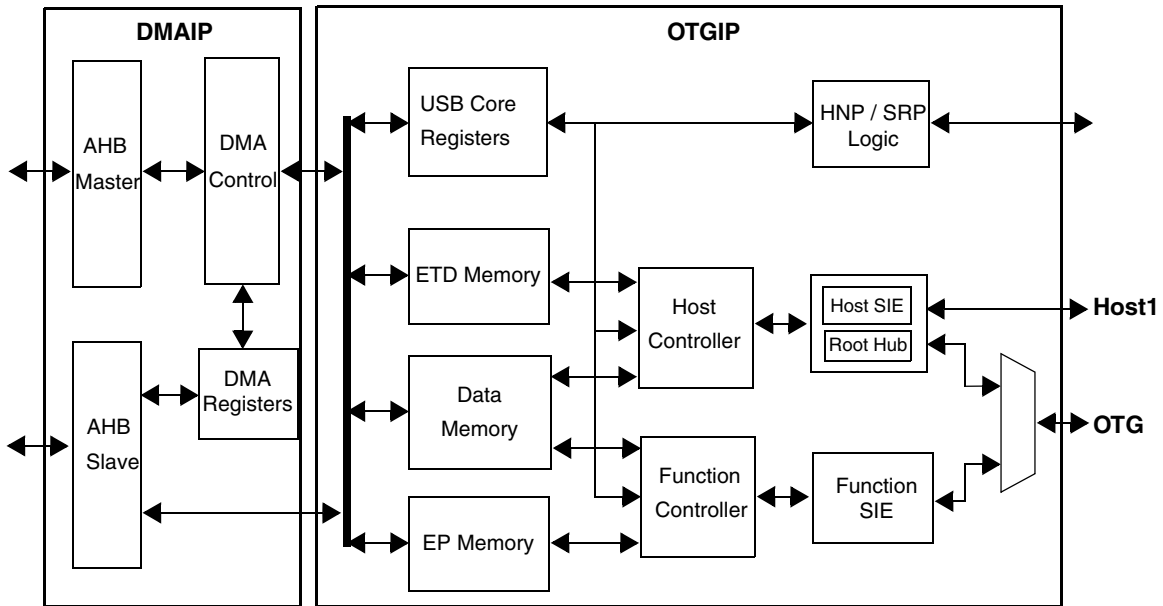 DMAIP
OTGIP
AHB
Master
DMA
Control
AHB
Slave
DMA
Registers
USB Core
Registers
HNP / SRP
Logic
ETD Memory
Host
Controller
Host SIE
Root Hub
Host1
Data
Memory
OTG
Function
Controller
Function
SIE
EP Memory